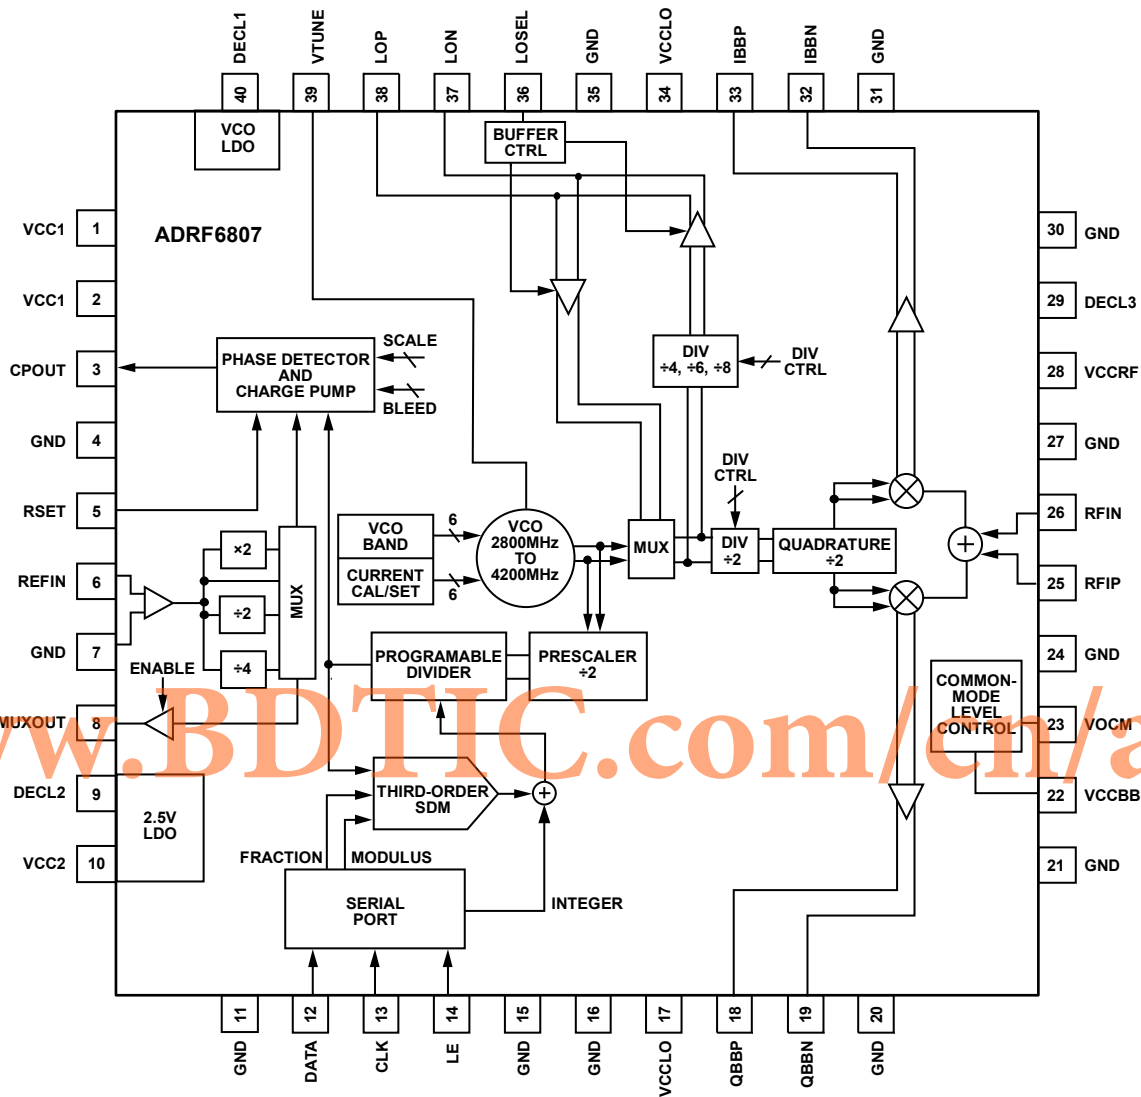 DECL1
VTUNE
LOP
LON
LOSEL
GND
VCCLO
IBBP
IBBN
GND
40
39
38
37
36
35
34
33
32
31
VCO
LDO
BUFFER
CTRL
ADRF6807
VCC1
1
VCC1
2
CPOUT
3
GND
4
RSET
5
REFIN
6
GND
7
MUXOUT
8
DECL2
9
VCC2
10
30
GND
29
DECL3
28
VCCRF
27
GND
26
RFIN
25
RFIP
24
GND
23
VOCM
22
VCCBB
21
GND
PHASE DETECTOR
AND
CHARGE PUMP
SCALE
BLEED
DIV
÷4, ÷6, ÷8
DIV
CTRL
DIV
CTRL
VCO
BAND
CURRENT
CAL/SET
6
6
VCO
2800MHz
TO
4200MHz
MUX
DIV
÷2
QUADRATURE
÷2
+
×2
÷2
÷4
MUX
ENABLE
PROGRAMABLE
DIVIDER
PRESCALER
÷2
COMMON-
MODE
LEVEL
CONTROL
w.BDTIC.com/cn/a
2.5V
LDO
THIRD-ORDER
SDM
+
FRACTION
MODULUS
INTEGER
SERIAL
PORT
11
12
13
14
15
16
17
18
19
20
GND
DATA
CLK
LE
GND
GND
VCCLO
QBBP
QBBN
GND